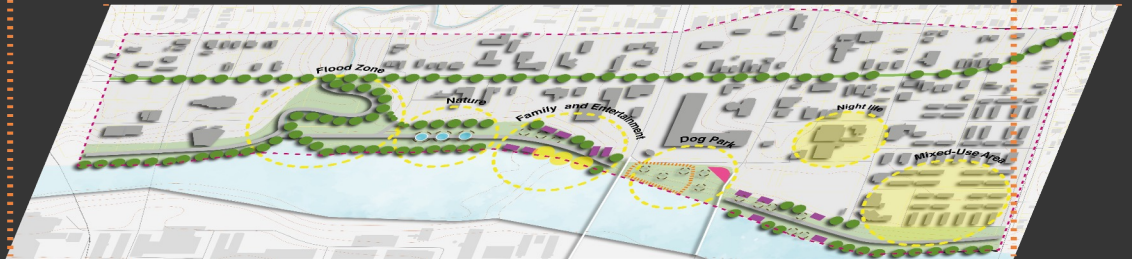 Flood Zone
Nature
Family and Entertainment
Dog Park
Night life
Mixed-Use Area